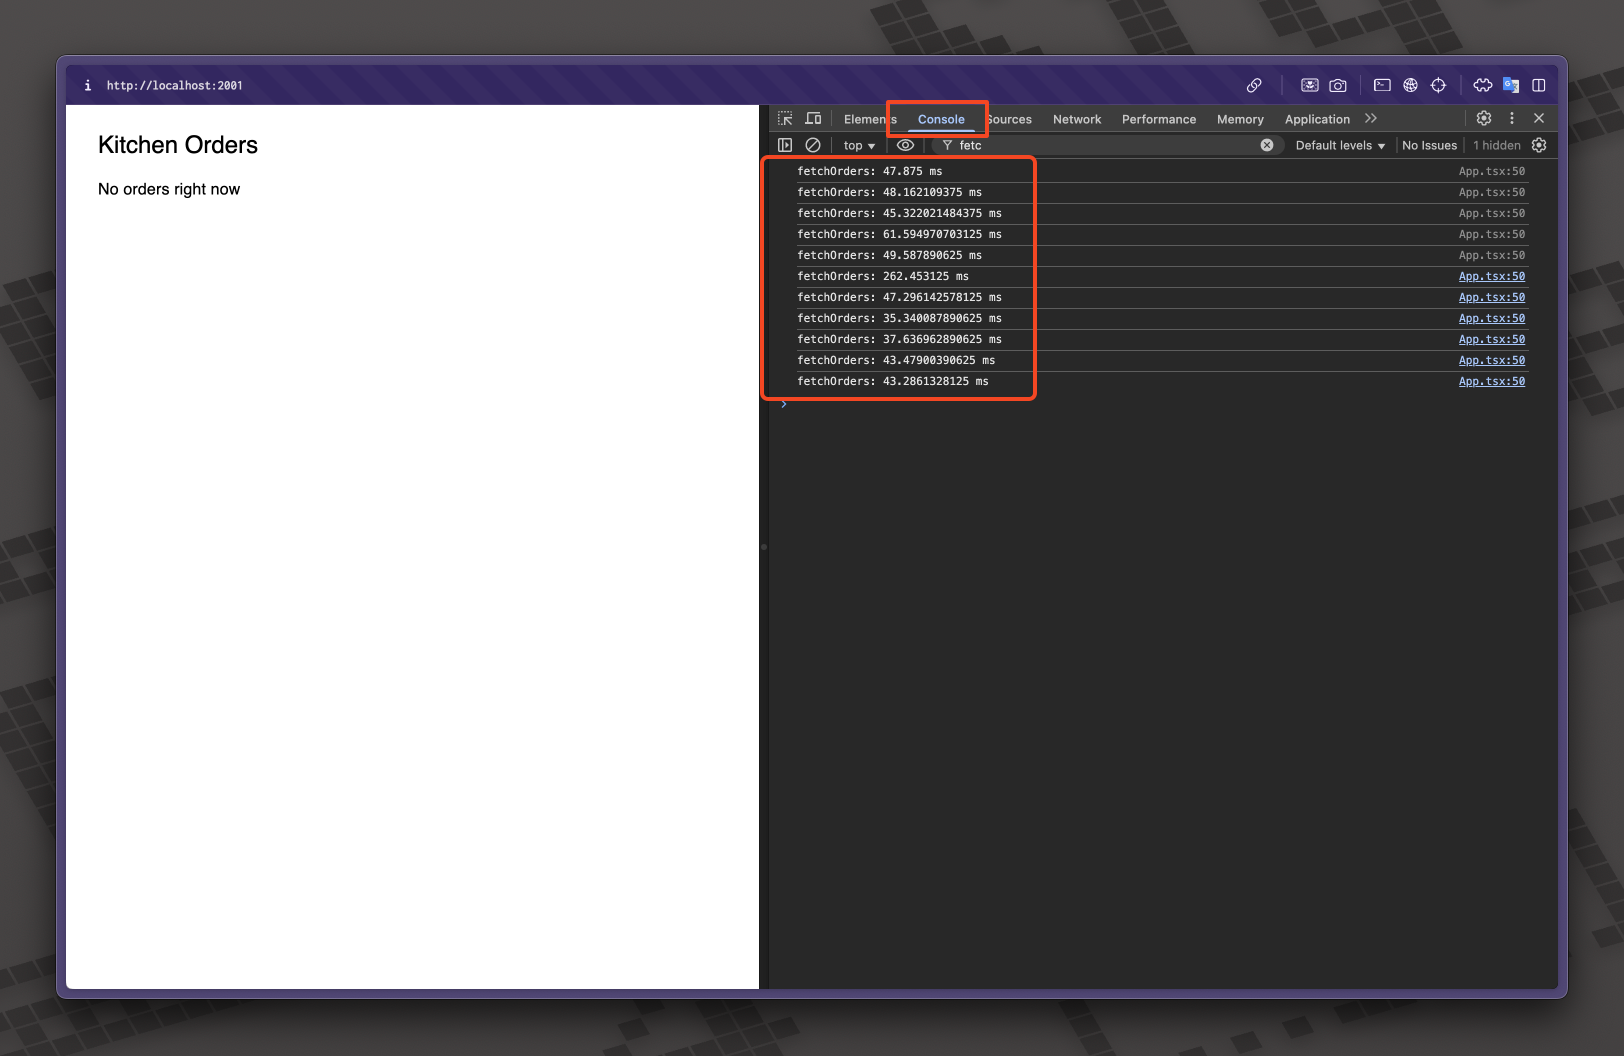 i http://localhost:2001
Elements Console Sources Network Performance Memory Application
top fetc Default levels No Issues 1 hidden
Kitchen Orders
No orders right now
fetchOrders: 47.875 ms App.tsx:50
fetchOrders: 48.162109375 ms App.tsx:50
fetchOrders: 45.322021484375 ms App.tsx:50
fetchOrders: 61.594970703125 ms App.tsx:50
fetchOrders: 49.587890625 ms App.tsx:50
fetchOrders: 262.453125 ms App.tsx:50
fetchOrders: 47.296142578125 ms App.tsx:50
fetchOrders: 35.340087890625 ms App.tsx:50
fetchOrders: 37.636962890625 ms App.tsx:50
fetchOrders: 43.47900390625 ms App.tsx:50
fetchOrders: 43.2861328125 ms App.tsx:50